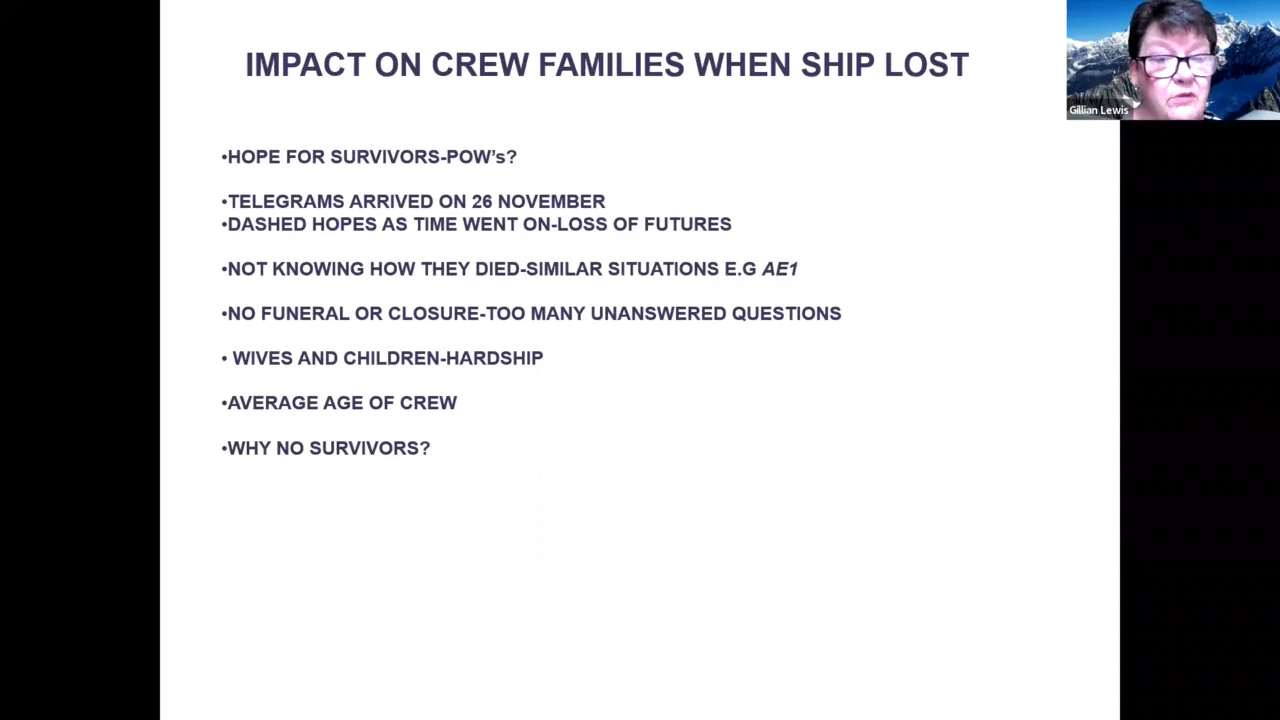 IMPACT ON CREW FAMILIES WHEN SHIP LOST
Gillian Lewis
•HOPE FOR SURVIVORS-POW's?
•TELEGRAMS ARRIVED ON 26 NOVEMBER
•DASHED HOPES AS TIME WENT ON-LOSS OF FUTURES
•NOT KNOWING HOW THEY DIED-SIMILAR SITUATIONS E.G AE1
•NO FUNERAL OR CLOSURE-TOO MANY UNANSWERED QUESTIONS
• WIVES AND CHILDREN-HARDSHIP
•AVERAGE AGE OF CREW
•WHY NO SURVIVORS?